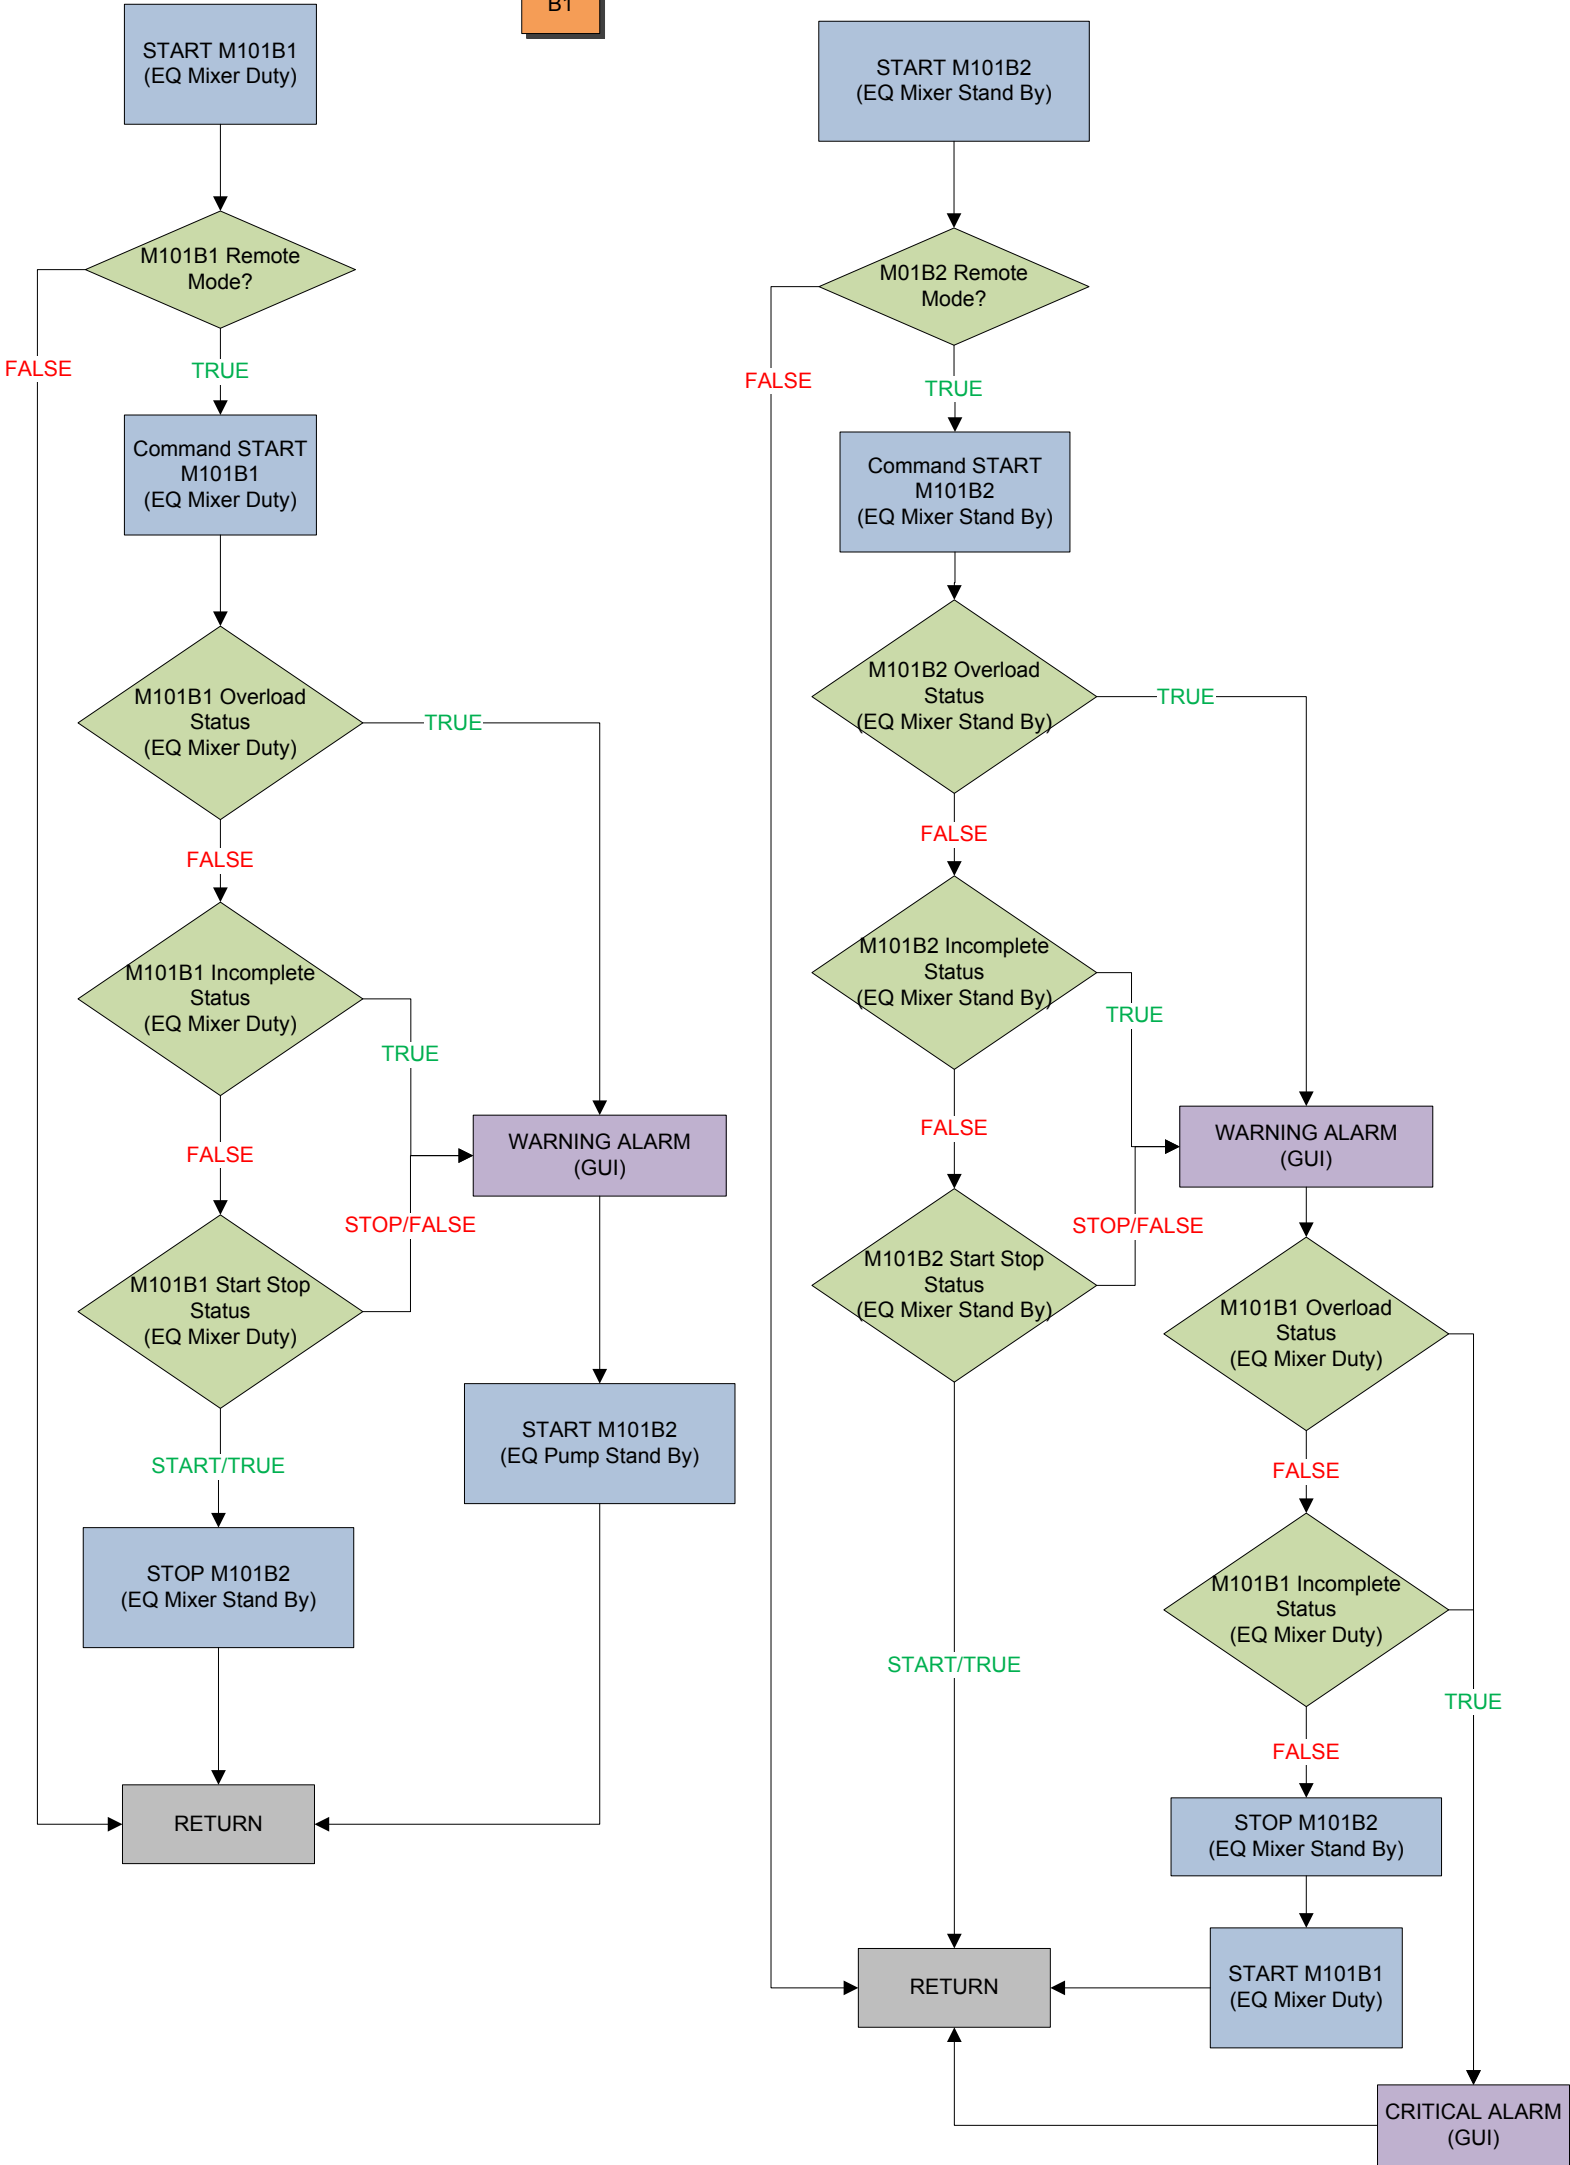 B1
START M101B1
(EQ Mixer Duty)
M101B1 Remote
Mode?
FALSE
TRUE
Command START
M101B1
(EQ Mixer Duty)
M101B1 Overload
Status
(EQ Mixer Duty)
TRUE
FALSE
M101B1 Incomplete
Status
(EQ Mixer Duty)
TRUE
FALSE
WARNING ALARM
(GUI)
STOP/FALSE
M101B1 Start Stop
Status
(EQ Mixer Duty)
START/TRUE
START M101B2
(EQ Pump Stand By)
STOP M101B2
(EQ Mixer Stand By)
RETURN
START M101B2
(EQ Mixer Stand By)
M01B2 Remote
Mode?
FALSE
TRUE
Command START
M101B2
(EQ Mixer Stand By)
M101B2 Overload
Status
(EQ Mixer Stand By)
TRUE
FALSE
M101B2 Incomplete
Status
(EQ Mixer Stand By)
TRUE
FALSE
WARNING ALARM
(GUI)
STOP/FALSE
M101B2 Start Stop
Status
(EQ Mixer Stand By)
M101B1 Overload
Status
(EQ Mixer Duty)
FALSE
M101B1 Incomplete
Status
(EQ Mixer Duty)
START/TRUE
TRUE
FALSE
STOP M101B2
(EQ Mixer Stand By)
START M101B1
(EQ Mixer Duty)
RETURN
CRITICAL ALARM
(GUI)